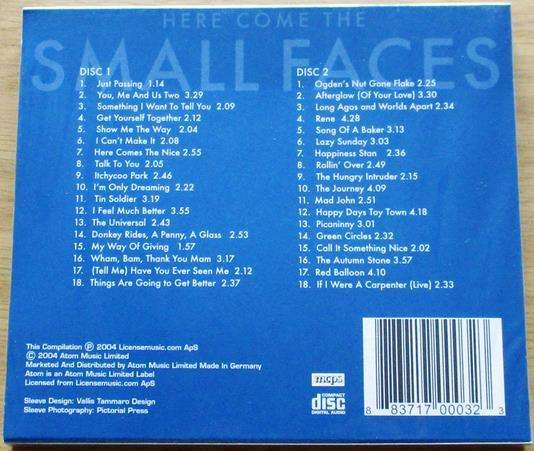 HERE COME THE
SMALL FACES
DISC 1
1. Just Passing 1.14
2. You, Me And Us Two 3.29
3. Something I Want To Tell You 2.09
4. Get Yourself Together 2.12
5. Show Me The Way 2.04
6. I Can't Make It 2.08
7. Here Comes The Nice 2.55
8. Talk To You 2.05
9. Itchycoo Park 2.46
10. I'm Only Dreaming 2.22
11. Tin Soldier 3.19
12. I Feel Much Better 3.55
13. The Universal 2.43
14. Donkey Rides, A Penny, A Glass 2.53
15. My Way Of Giving 1.57
16. Wham, Bam, Thank You Mam 3.17
17. (Tell Me) Have You Ever Seen Me 2.12
18. Things Are Going to Get Better 2.37
DISC 2
1. Ogden's Nut Gone Flake 2.25
2. Afterglow (Of Your Love) 3.30
3. Long Agos and Worlds Apart 2.34
4. Rene 4.28
5. Song Of A Baker 3.13
6. Lazy Sunday 3.03
7. Happiness Stan 2.36
8. Rallin' Over 2.49
9. The Hungry Intruder 2.15
10. The Journey 4.09
11. Mad John 2.51
12. Happy Days Toy Town 4.18
13. Picaninny 3.01
14. Green Circles 2.32
15. Call It Something Nice 2.02
16. The Autumn Stone 3.57
17. Red Balloon 4.10
18. If I Were A Carpenter (Live) 2.33
This Compilation Ⓟ 2004 Licensemusic.com ApS
© 2004 Atom Music Limited
Marketed And Distributed by Atom Music Limited Made In Germany
Atom is an Atom Music Limited Label
Licensed from Licensemusic.com ApS
Sleeve Design: Vallis Tammaro Design
Sleeve Photography: Pictorial Press
mcps
COMPACT
disc
DIGITAL AUDIO
8 83717 00032 3